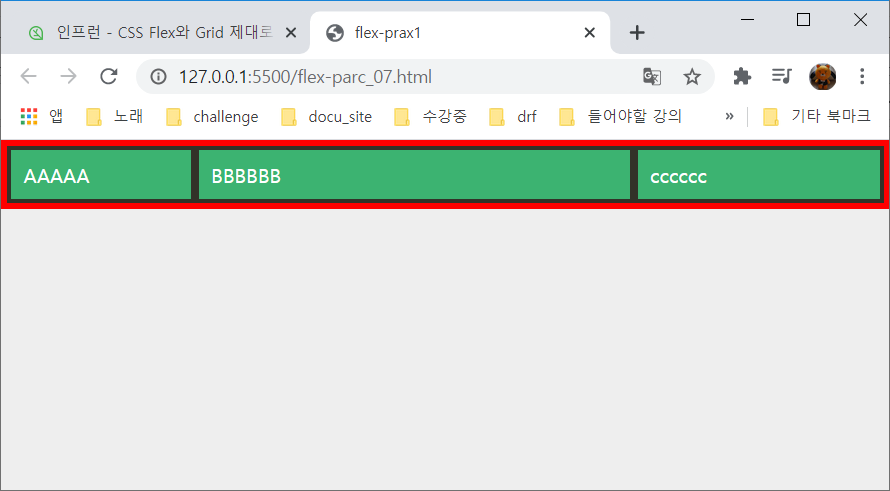 인프런 - CSS Flex와 Grid 제대로
flex-prax1
127.0.0.1:5500/flex-parc_07.html
앱 노래 challenge docu_site 수강중 drf 들어야할 강의 » 기타 북마크
AAAAA BBBBBB cccccc